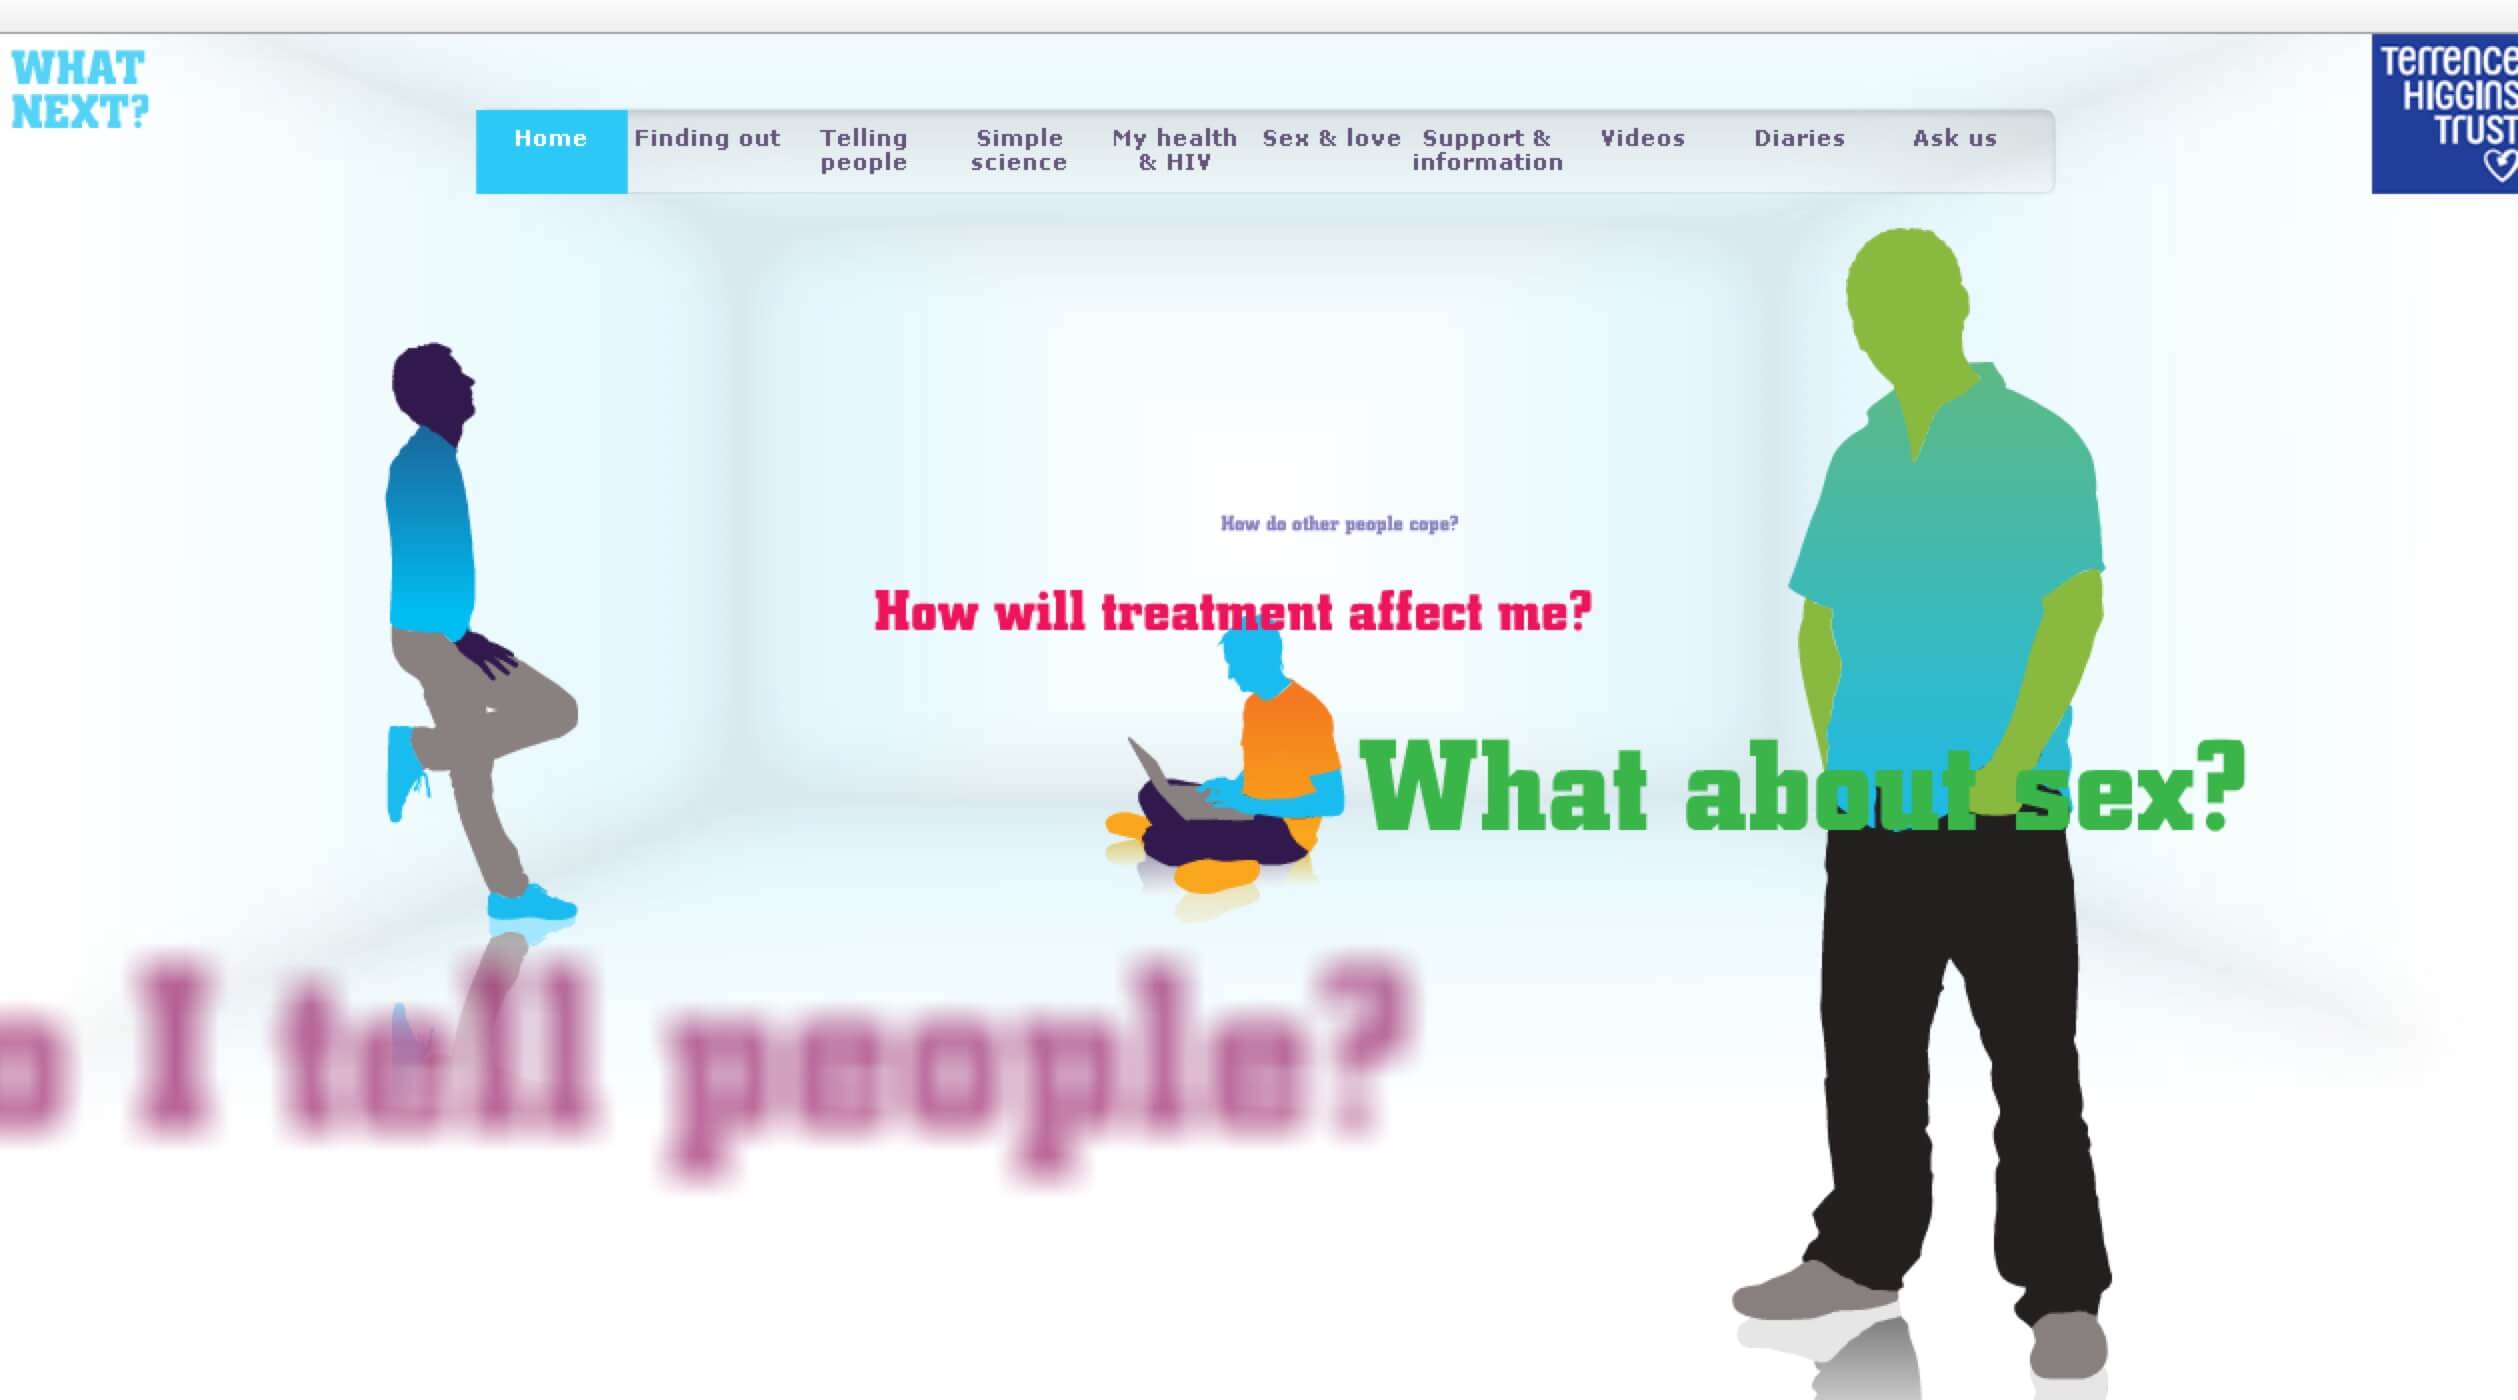 WHAT
NEXT?
Terrence
HIGGINS
TRUST
Home
Finding out
Telling
people
Simple
science
My health
& HIV
Sex & love
Support &
information
Videos
Diaries
Ask us
How do other people cope?
How will treatment affect me?
What about sex?
o I tell people?